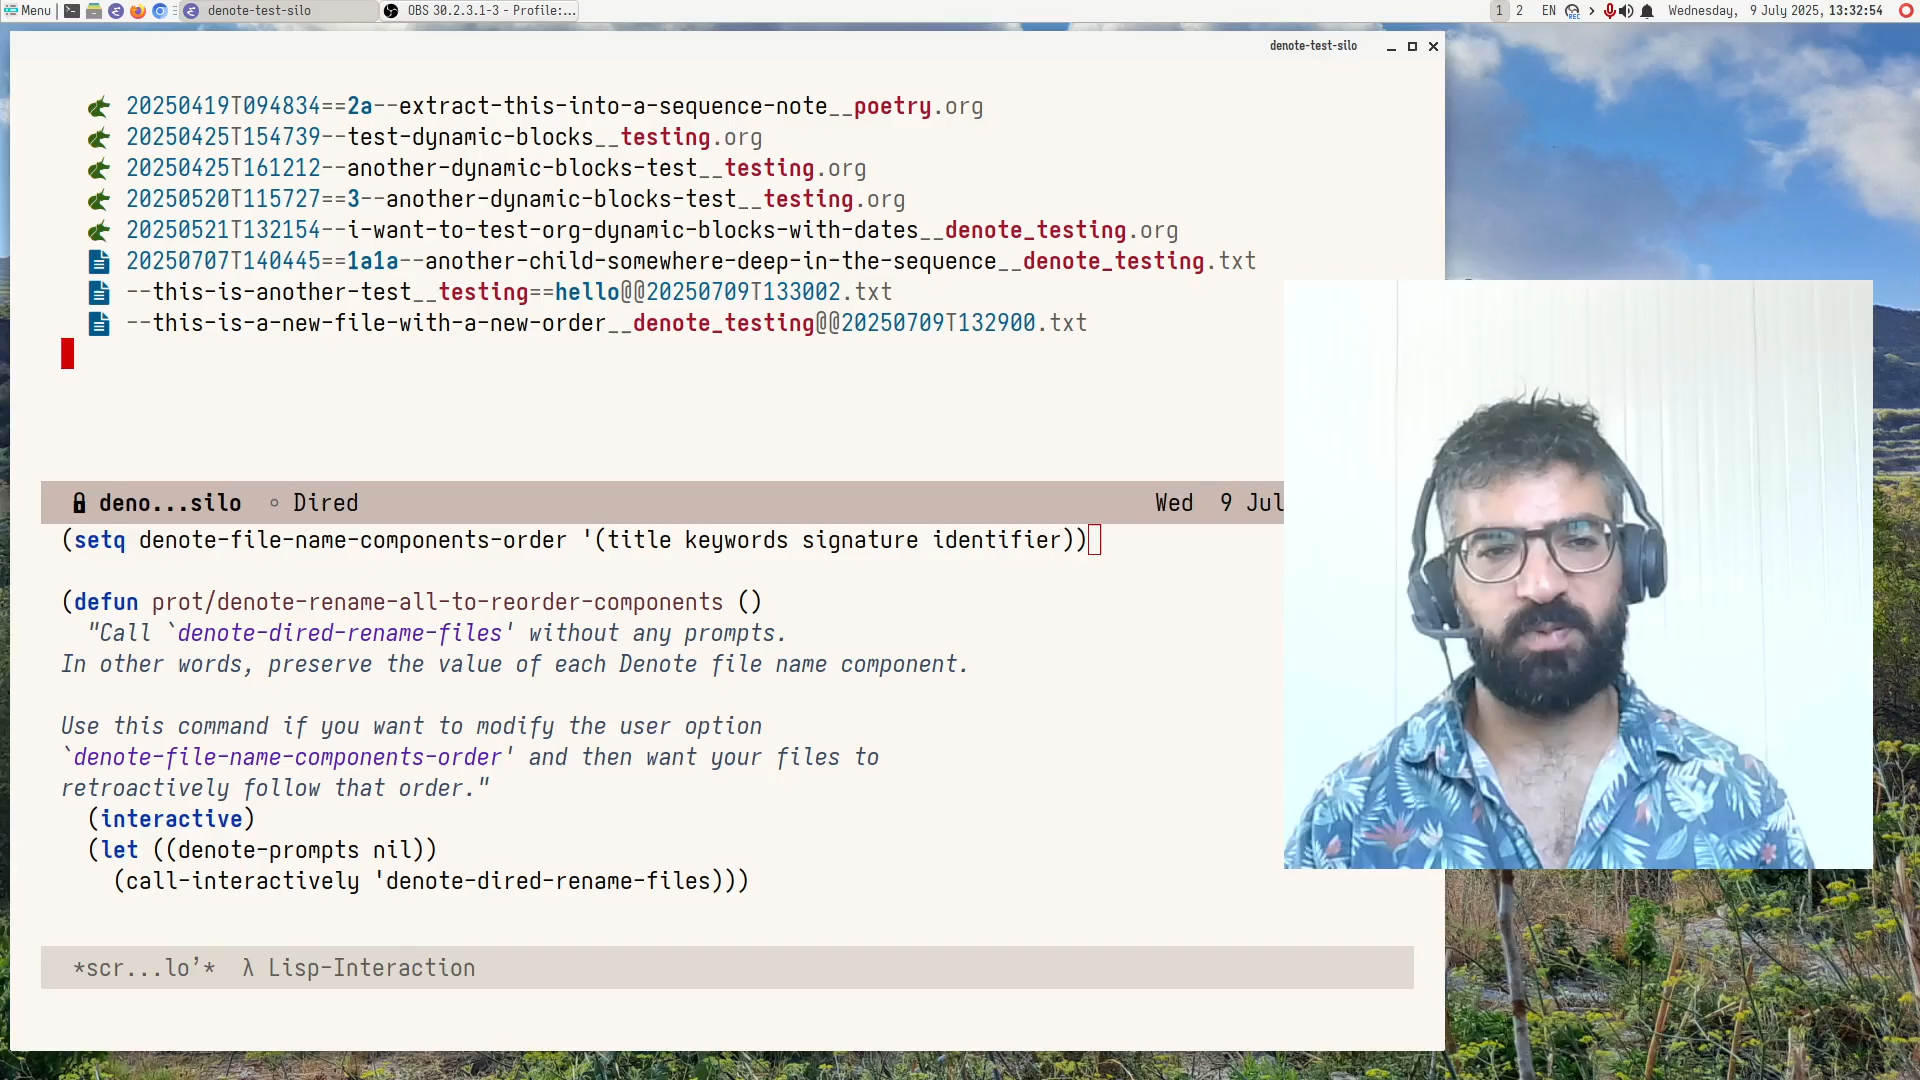 Menu
denote-test-silo
OBS 30.2.3.1-3 - Profile:...
1 2 EN REC Wednesday, 9 July 2025, 13:32:54
denote-test-silo
20250419T094834==2a--extract-this-into-a-sequence-note__poetry.org
20250425T154739--test-dynamic-blocks__testing.org
20250425T161212--another-dynamic-blocks-test__testing.org
20250520T115727==3--another-dynamic-blocks-test__testing.org
20250521T132154--i-want-to-test-org-dynamic-blocks-with-dates__denote_testing.org
20250707T140445==1a1a--another-child-somewhere-deep-in-the-sequence__denote_testing.txt
--this-is-another-test__testing==hello@@20250709T133002.txt
--this-is-a-new-file-with-a-new-order__denote_testing@@20250709T132900.txt
deno...silo ◦ Dired Wed 9 Jul
(setq denote-file-name-components-order '(title keywords signature identifier))
(defun prot/denote-rename-all-to-reorder-components ()
"Call `denote-dired-rename-files' without any prompts.
In other words, preserve the value of each Denote file name component.
Use this command if you want to modify the user option
`denote-file-name-components-order' and then want your files to
retroactively follow that order."
(interactive)
(let ((denote-prompts nil))
(call-interactively 'denote-dired-rename-files)))
*scr...lo’* λ Lisp-Interaction